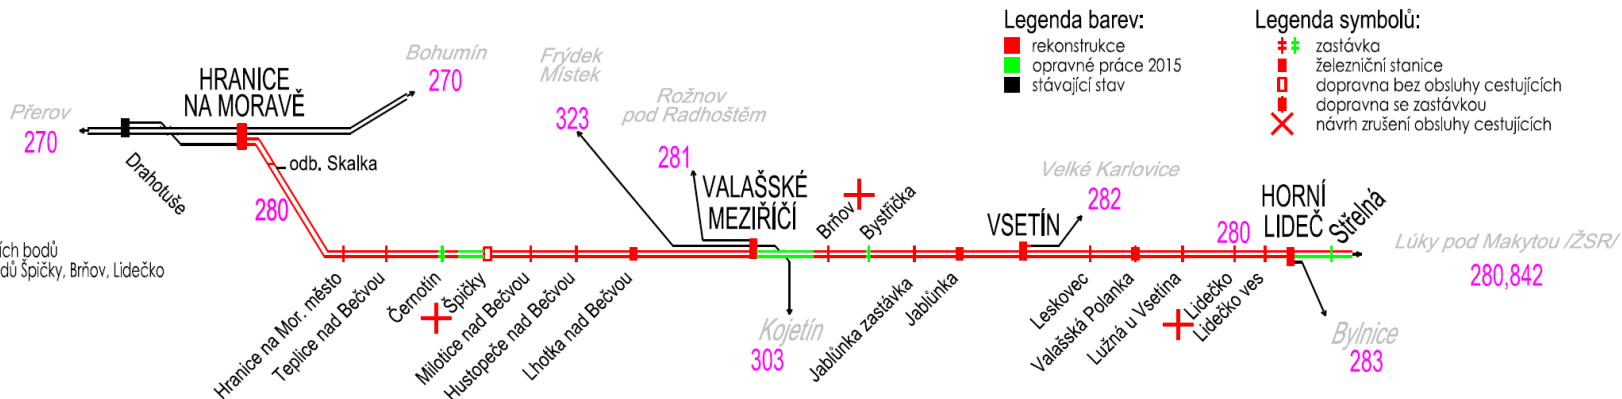 Legenda barev:
rekonstrukce
opravné práce 2015
stávající stav
Legenda symbolů:
zastávka
železniční stanice
dopravna bez obsluhy cestujících
dopravna se zastávkou
návrh zrušení obsluhy cestujících
Přerov
270
Drahotuše
HRANICE
NA MORAVĚ
Bohumín
270
odb. Skalka
280
Frýdek
Místek
323
Rožnov
pod Radhoštěm
281
VALAŠSKÉ
MEZIŘÍČÍ
Brňov
Bystřička
VSETÍN
Velké Karlovice
282
280
HORNÍ
LIDEČ
Střelná
Lúky pod Makytou /ŽSR/
280,842
ích bodů
dů Špičky, Brňov, Lidečko
Hranice na Mor. město
Teplice nad Bečvou
Černotín
Špičky
Milotice nad Bečvou
Hustopeče nad Bečvou
Lhotka nad Bečvou
Kojetín
303
Jablůnka zastávka
Jablůnka
Leskovec
Valašská Polanka
Lužná u Vsetína
Lidečko
Lidečko ves
Bylnice
283